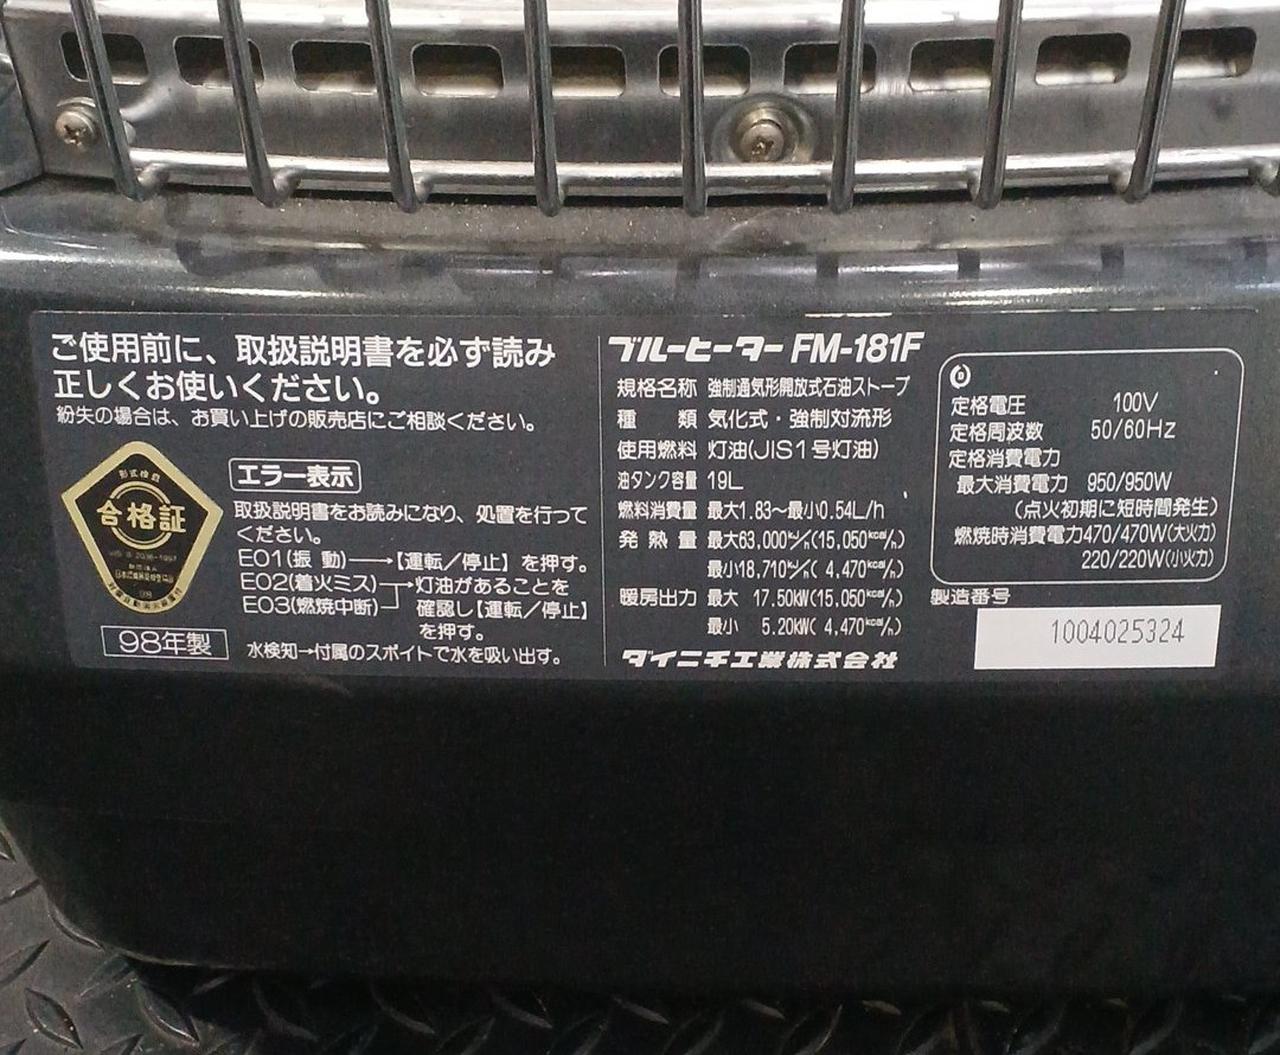 ご使用前に、取扱説明書を必ず読み
正しくお使いください。
紛失の場合は、お買い上げの販売店にご相談ください。
形式検査
合格証
エラー表示
取扱説明書をお読みになり、処置を行って
ください。
E01(振 動)→【運転/停止】を押す。
E02(着火ミス)→灯油があることを
E03(燃焼中断) 確認し【運転/停止】
を押す。
水検知→付属のスポイトで水を吸い出す。
98年製
ブルーヒーター FM-181F
規格名称 強制通気形開放式石油ストーブ
種 類 気化式・強制対流形
使用燃料 灯油(JIS1号灯油)
油タンク容量 19L
燃料消費量 最大1.83〜最小0.54L/h
発熱量 最大63,000kJ/h(15,050kcal/h)
最小18,710kJ/h( 4,470kcal/h)
暖房出力 最大 17.50kW(15,050kcal/h)
最小 5.20kW( 4,470kcal/h)
ダイニチ工業株式会社
定格電圧 100V
定格周波数 50/60Hz
定格消費電力
最大消費電力 950/950W
(点火初期に短時間発生)
燃焼時消費電力470/470W(大火力)
220/220W(小火力)
製造番号
1004025324